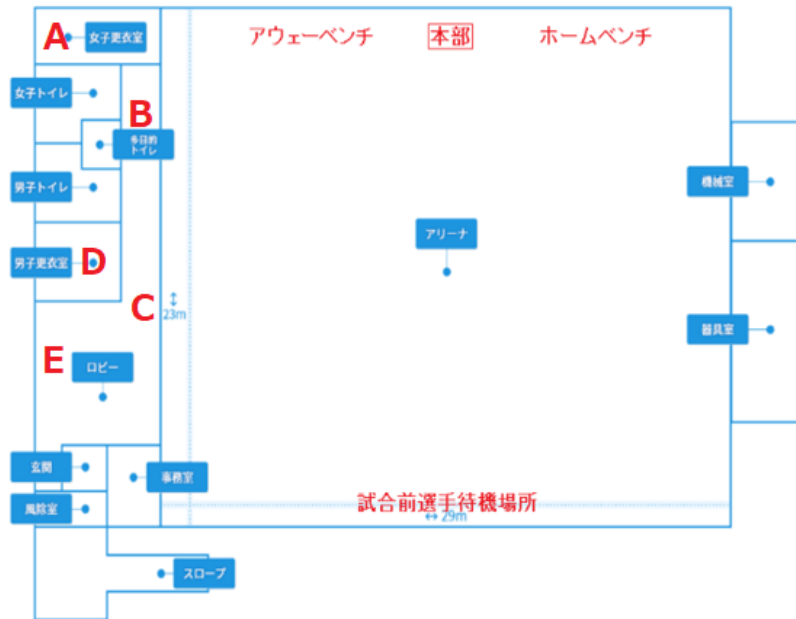 A
女子更衣室
アウェーベンチ
本部
ホームベンチ
女子トイレ
B
多目的
トイレ
男子トイレ
機械室
アリーナ
男子更衣室
D
C
↕
23m
器具室
E
ロビー
玄関
事務室
風除室
試合前選手待機場所
↔ 29m
スロープ